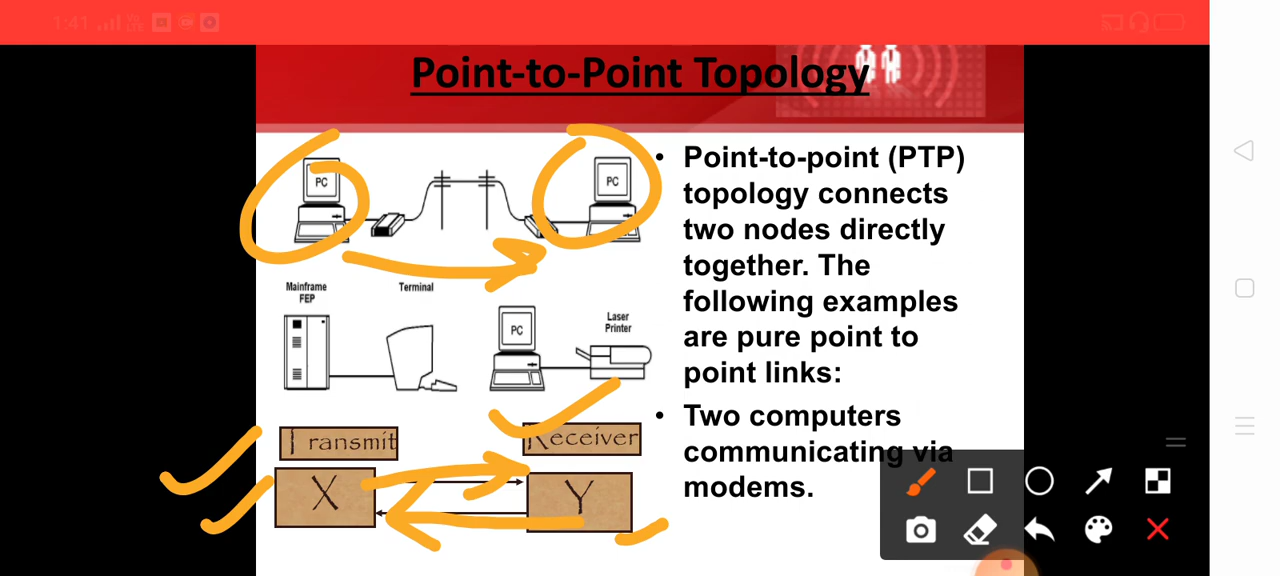 1:41
Point-to-Point Topology
PC
PC
Mainframe
FEP
Terminal
PC
Laser
Printer
Transmit
Receiver
X
Y
• Point-to-point (PTP)
topology connects
two nodes directly
together. The
following examples
are pure point to
point links:
• Two computers
communicating via
modems.